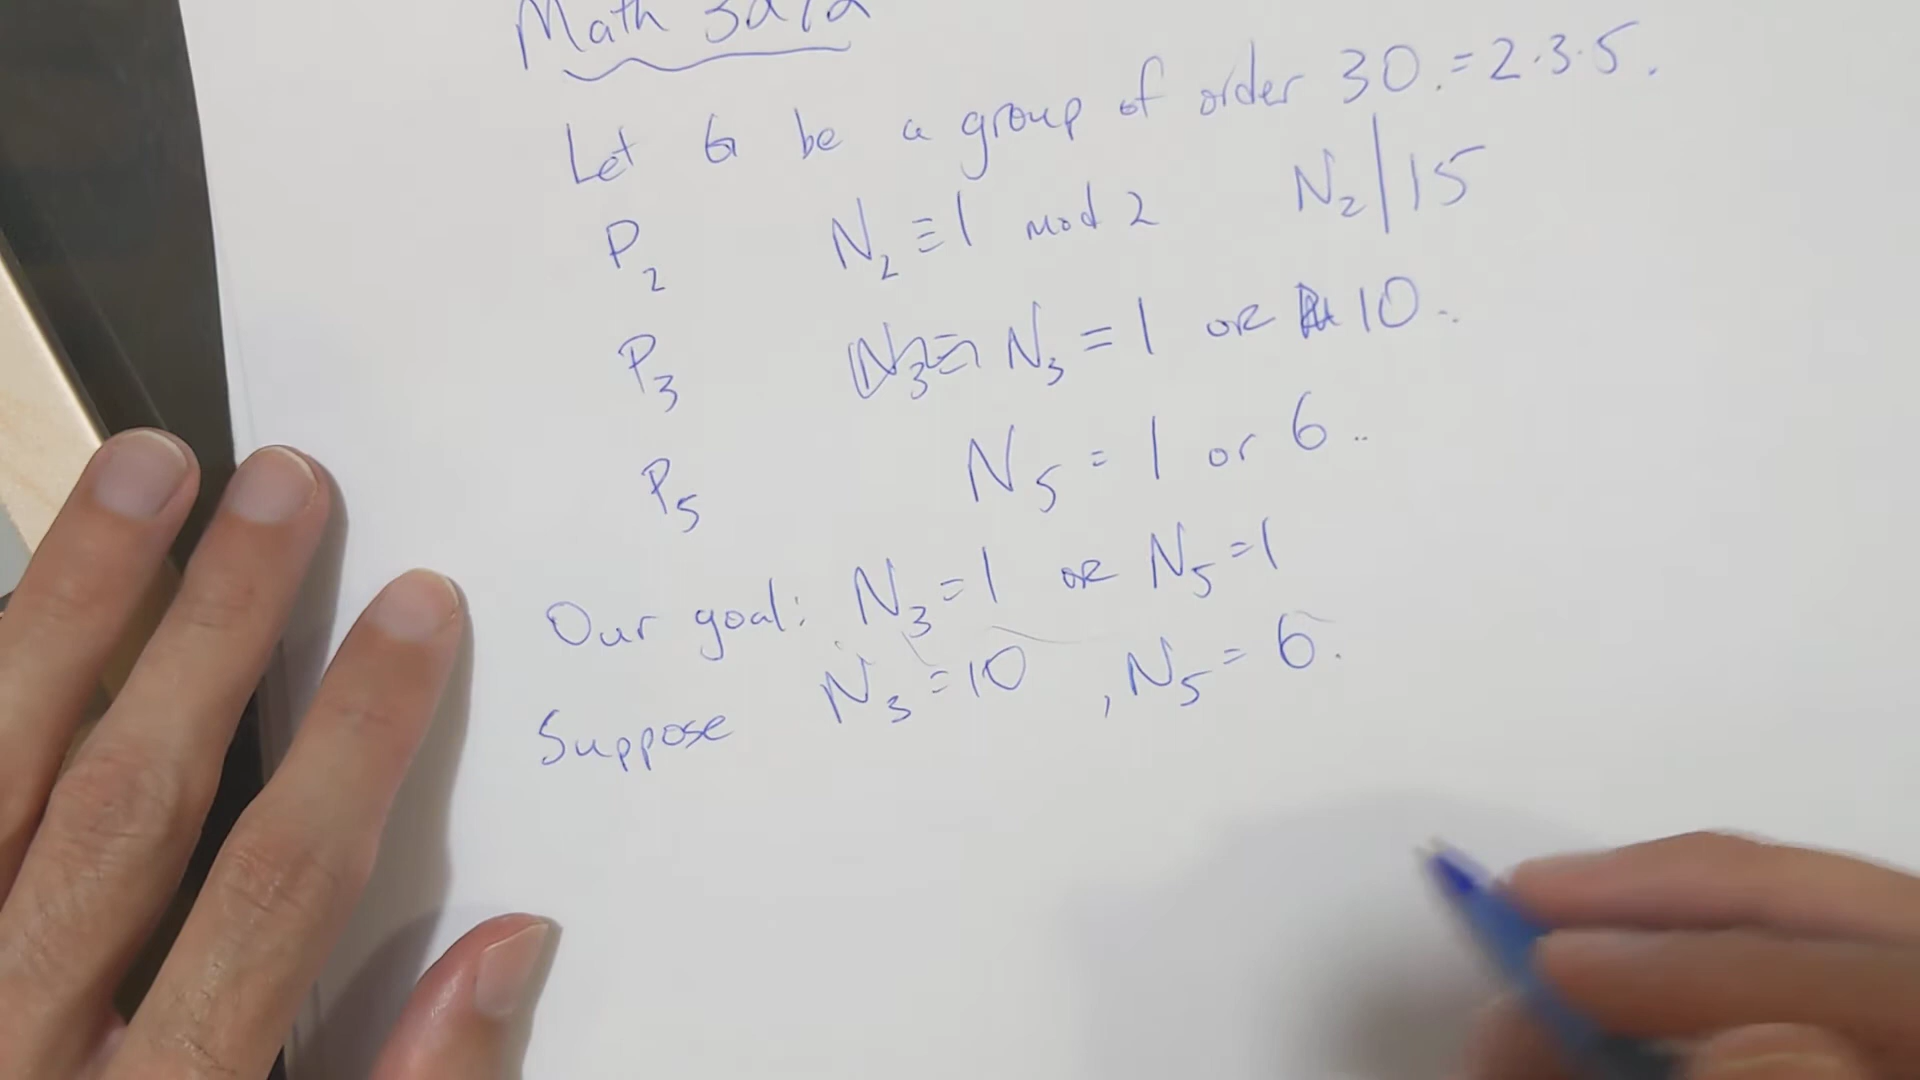 Math
Let G be a group of order 30. = 2·3·5.
P₂ N₂ ≡ 1 mod 2 N₂ | 15
P₃ N₃ = 1 or 10.
P₅ N₅ = 1 or 6.
Our goal: N₃ = 1 or N₅ = 1
Suppose N₃ = 10, N₅ = 6.